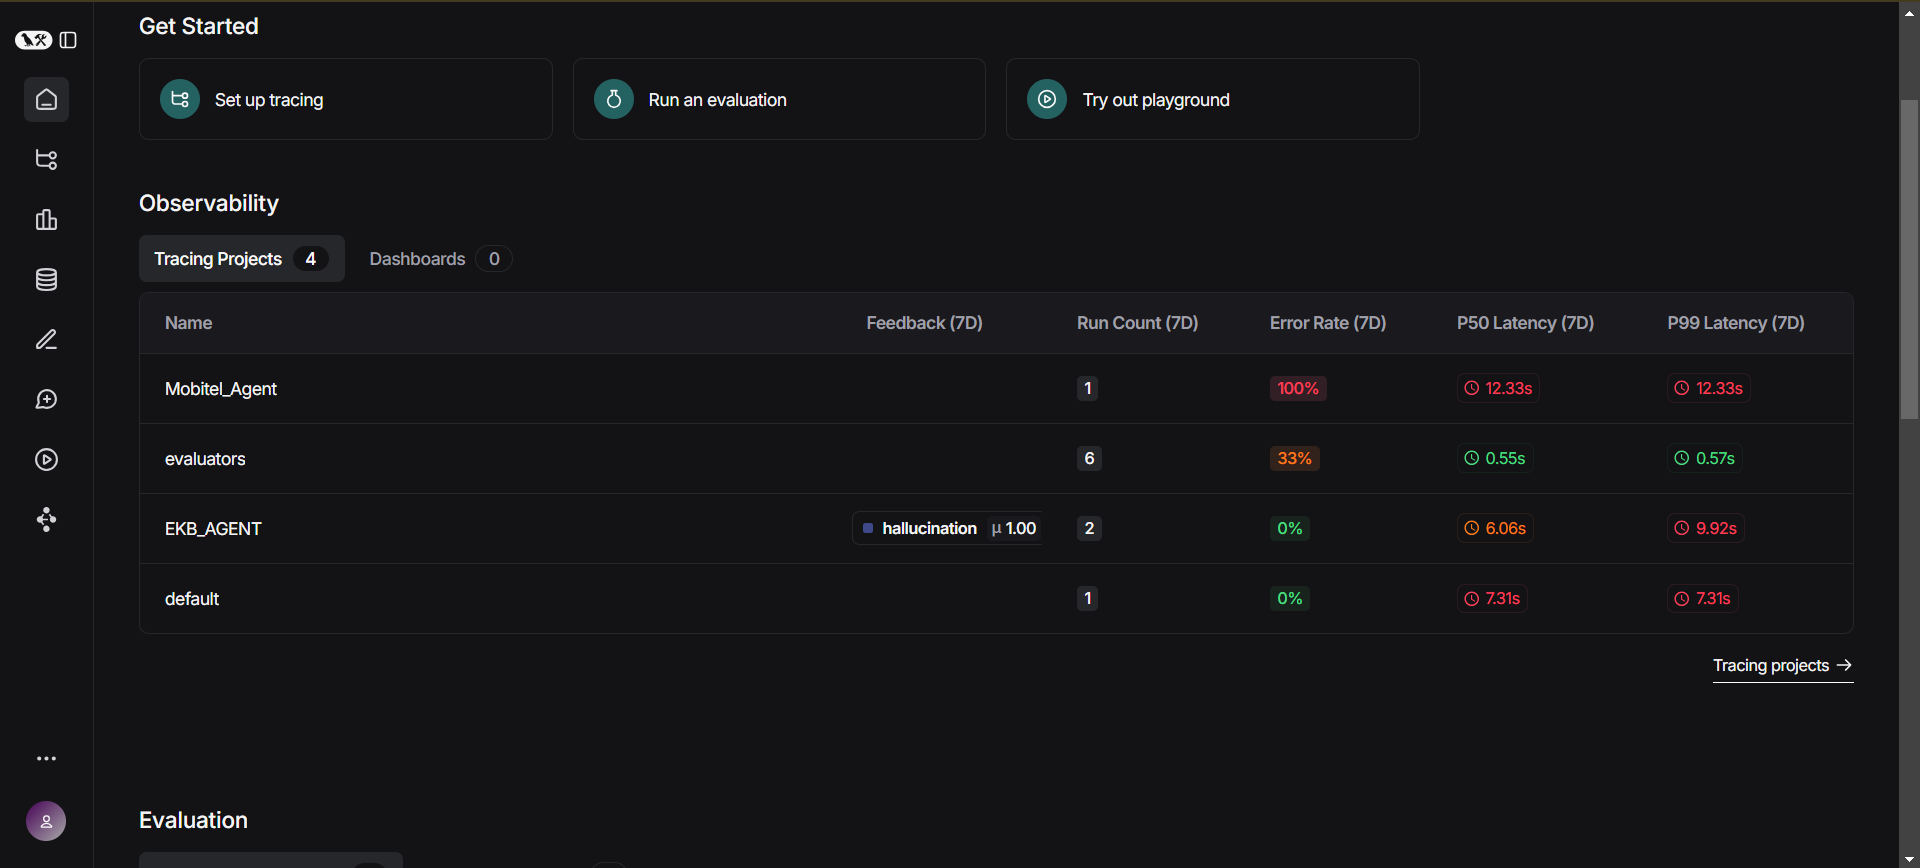 Get Started
Set up tracing
Run an evaluation
Try out playground
Observability
Tracing Projects 4
Dashboards 0
Name Feedback (7D) Run Count (7D) Error Rate (7D) P50 Latency (7D) P99 Latency (7D)
Mobitel_Agent 1 100% 12.33s 12.33s
evaluators 6 33% 0.55s 0.57s
EKB_AGENT hallucination μ 1.00 2 0% 6.06s 9.92s
default 1 0% 7.31s 7.31s
Tracing projects →
Evaluation